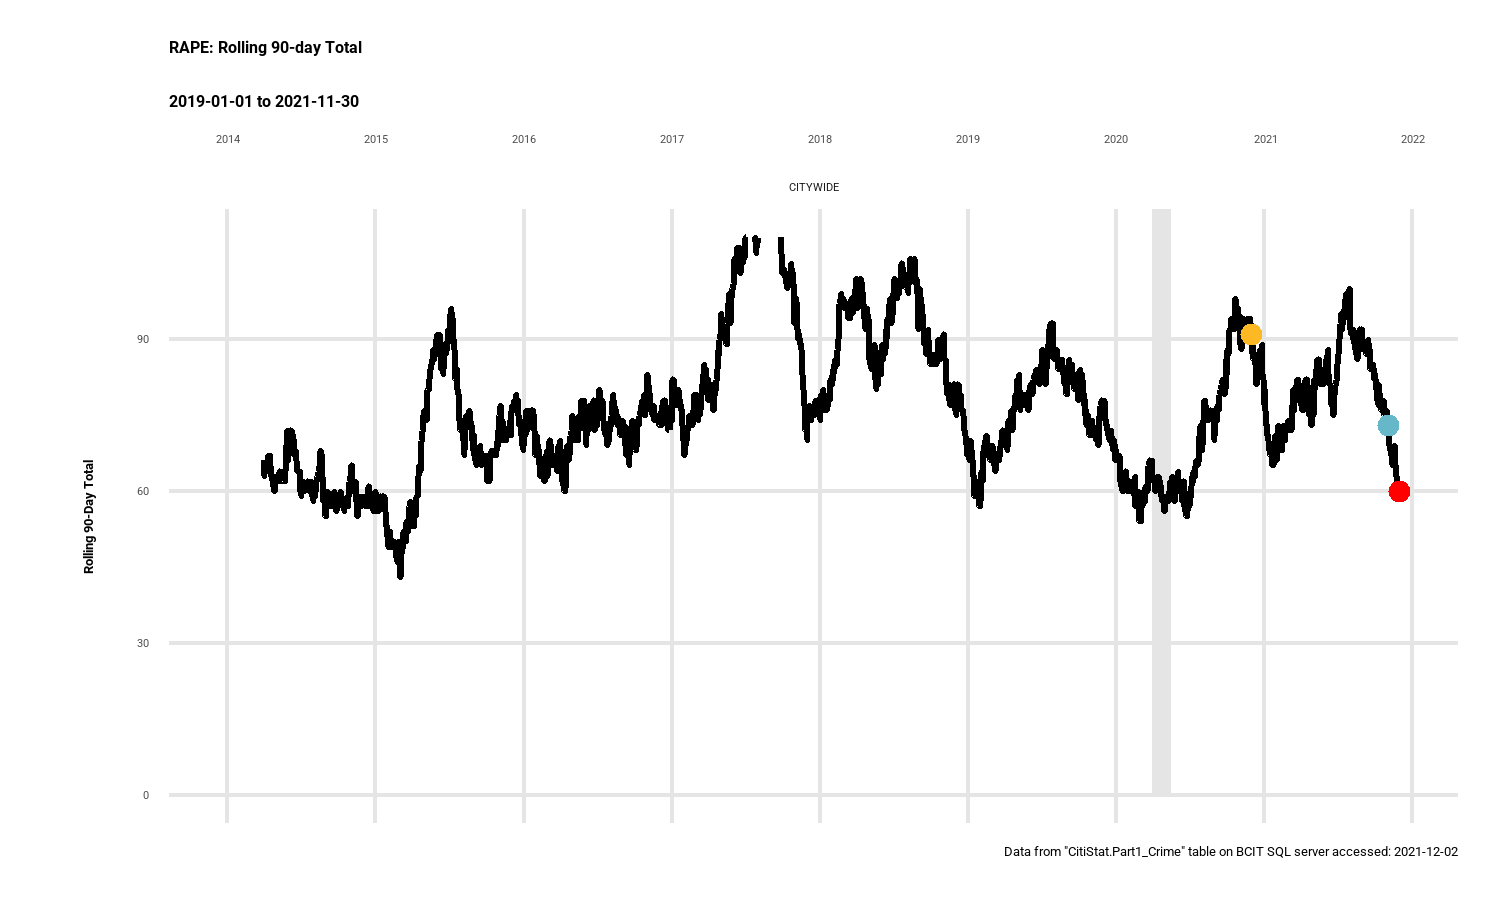 RAPE: Rolling 90-day Total
2019-01-01 to 2021-11-30
2014 2015 2016 2017 2018 2019 2020 2021 2022
CITYWIDE
90
60
30
0
Rolling 90-Day Total
Data from "CitiStat.Part1_Crime" table on BCIT SQL server accessed: 2021-12-02